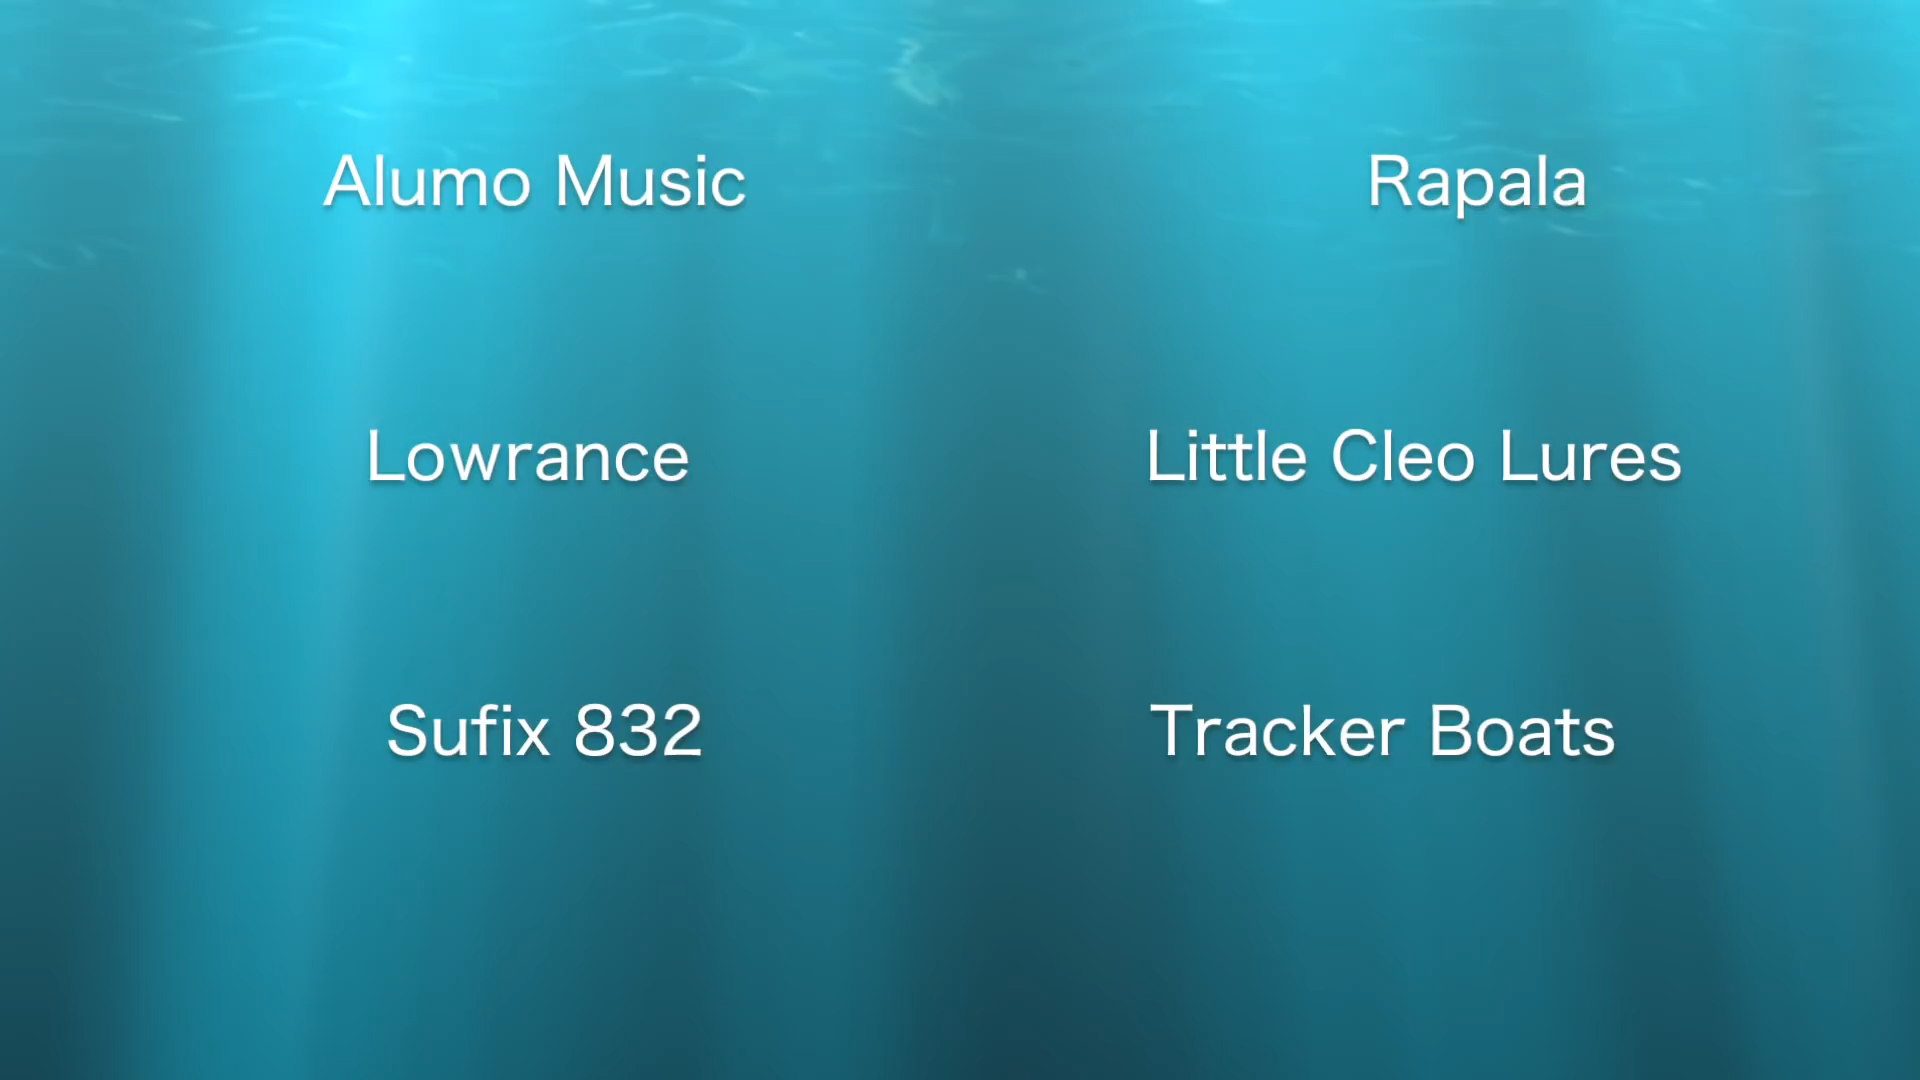 Alumo Music
Rapala
Lowrance
Little Cleo Lures
Sufix 832
Tracker Boats